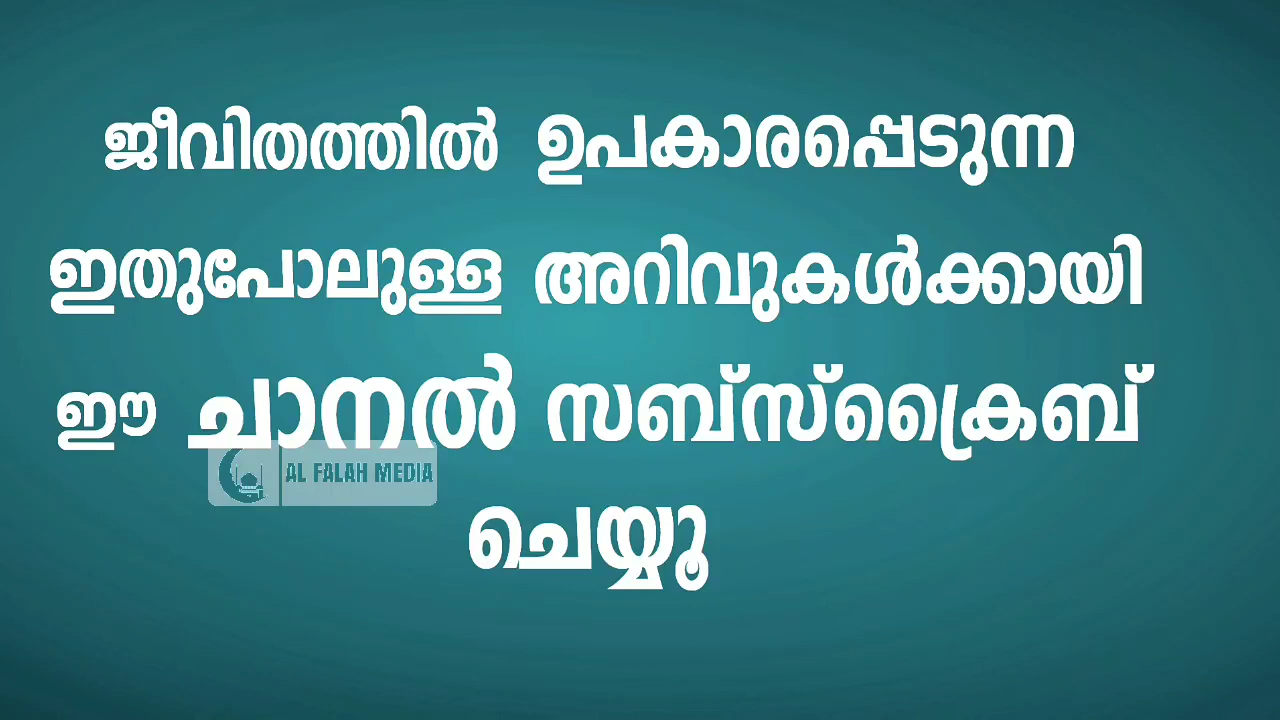 ജീവിതത്തിൽ ഉപകാരപ്പെടുന്ന
ഇതുപോലുള്ള അറിവുകൾക്കായി
ഈ ചാനൽ സബ്സ്ക്രൈബ്
AL FALAH MEDIA
ചെയ്യൂ